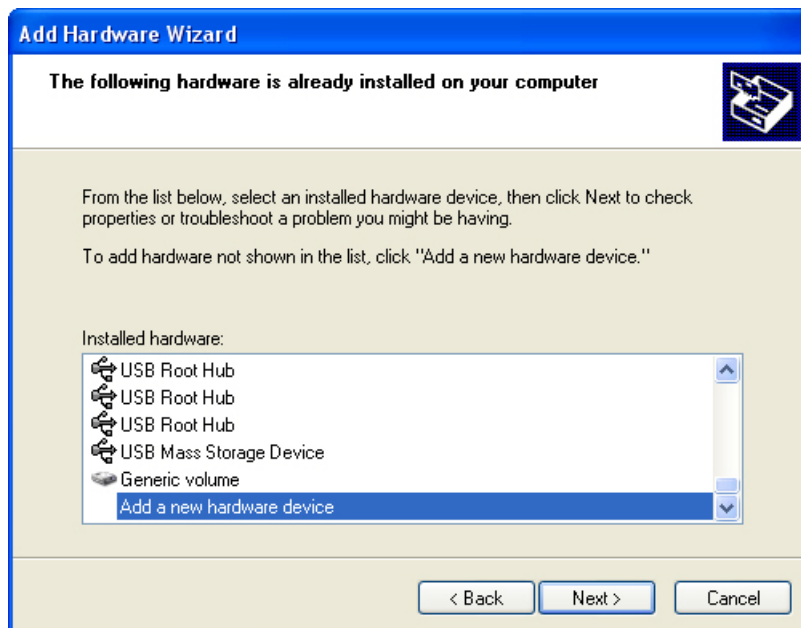 Add Hardware Wizard
The following hardware is already installed on your computer
From the list below, select an installed hardware device, then click Next to check
properties or troubleshoot a problem you might be having.
To add hardware not shown in the list, click "Add a new hardware device."
Installed hardware:
USB Root Hub
USB Root Hub
USB Root Hub
USB Mass Storage Device
Generic volume
Add a new hardware device
< Back Next > Cancel